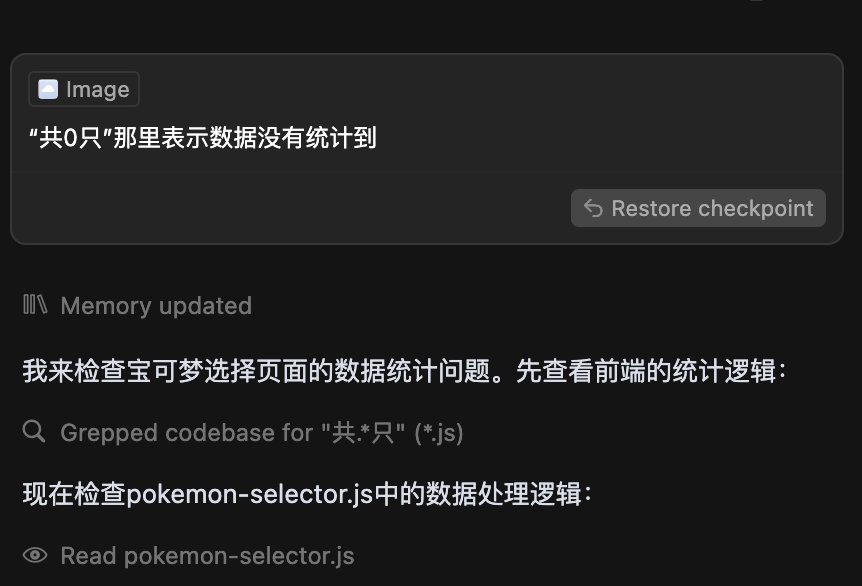 Image
“共0只”那里表示数据没有统计到
Restore checkpoint
Memory updated
我来检查宝可梦选择页面的数据统计问题。先查看前端的统计逻辑：
Grepped codebase for "共.*只" (*.js)
现在检查pokemon-selector.js中的数据处理逻辑：
Read pokemon-selector.js